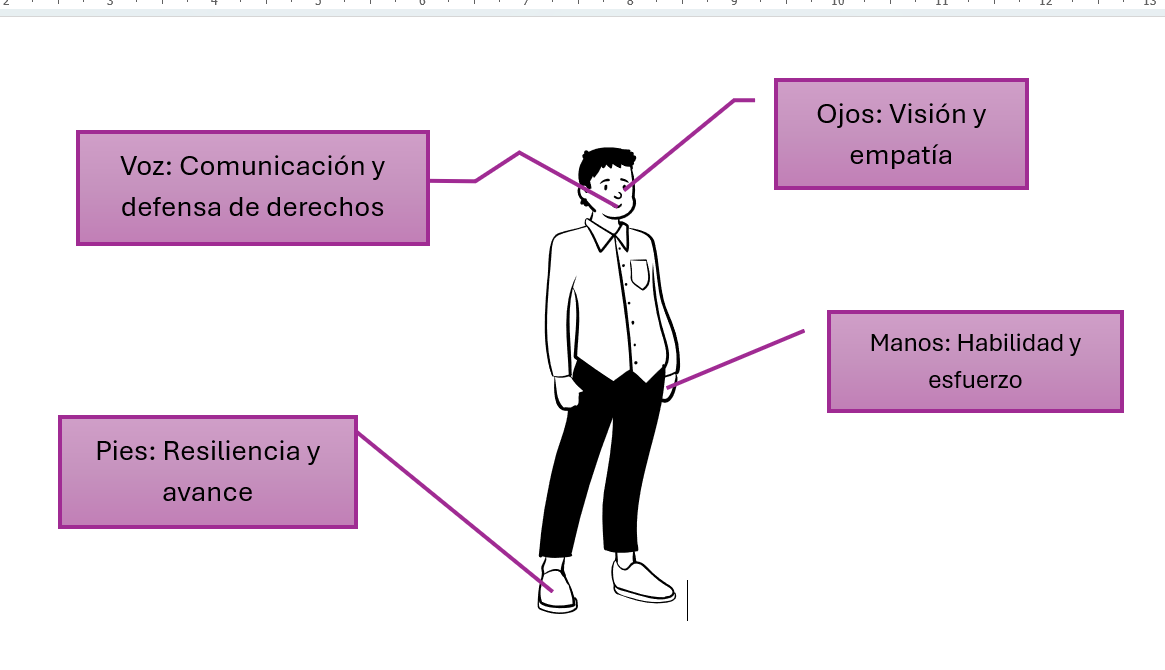 2 3 4 5 6 7 8 9 10 11 12 13
Ojos: Visión y
empatía
Voz: Comunicación y
defensa de derechos
Manos: Habilidad y
esfuerzo
Pies: Resiliencia y
avance